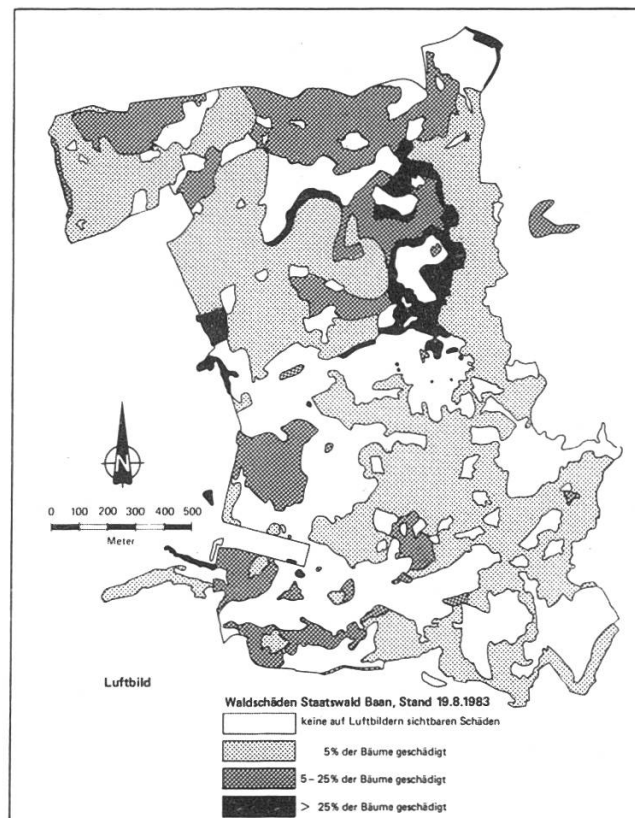 N
0 100 200 300 400 500
Meter
Luftbild
Waldschäden Staatswald Baan, Stand 19.8.1983
keine auf Luftbildern sichtbaren Schäden
5% der Bäume geschädigt
5 – 25% der Bäume geschädigt
> 25% der Bäume geschädigt